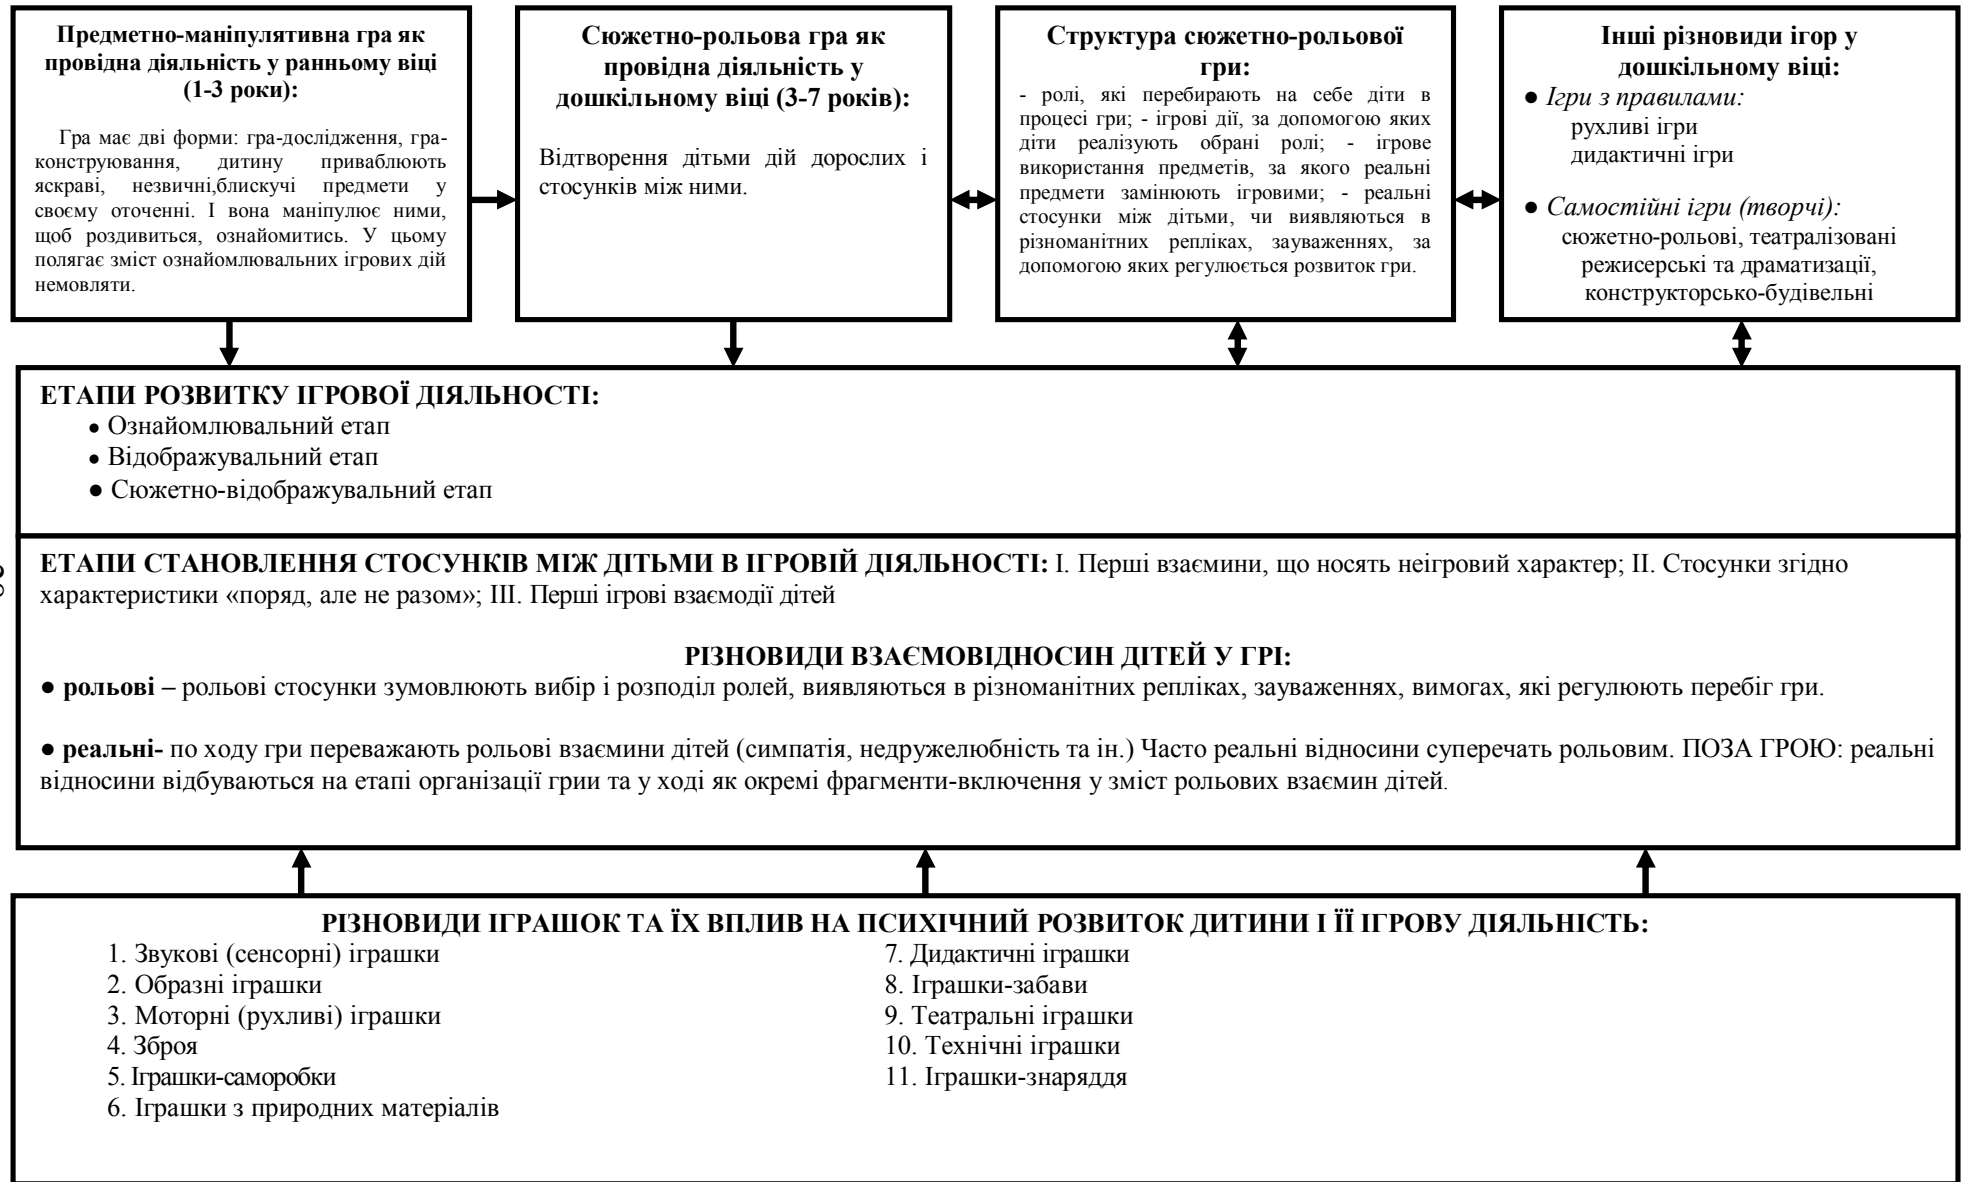 Предметно-маніпулятивна гра як
провідна діяльність у ранньому віці
(1-3 роки):
Гра має дві форми: гра-дослідження, гра-
конструювання, дитину приваблюють
яскраві, незвичні,блискучі предмети у
своєму оточенні. І вона маніпулює ними,
щоб роздивиться, ознайомитись. У цьому
полягає зміст ознайомлювальних ігрових дій
немовляти.
Сюжетно-рольова гра як
провідна діяльність у
дошкільному віці (3-7 років):
Відтворення дітьми дій дорослих і
стосунків між ними.
Структура сюжетно-рольової
гри:
- ролі, які перебирають на себе діти в
процесі гри; - ігрові дії, за допомогою яких
діти реалізують обрані ролі; - ігрове
використання предметів, за якого реальні
предмети замінюють ігровими; - реальні
стосунки між дітьми, чи виявляються в
різноманітних репліках, зауваженнях, за
допомогою яких регулюється розвиток гри.
Інші різновиди ігор у
дошкільному віці:
● Ігри з правилами:
рухливі ігри
дидактичні ігри
● Самостійні ігри (творчі):
сюжетно-рольові, театралізовані
режисерські та драматизації,
конструкторсько-будівельні
ЕТАПИ РОЗВИТКУ ІГРОВОЇ ДІЯЛЬНОСТІ:
● Ознайомлювальний етап
● Відображувальний етап
● Сюжетно-відображувальний етап
ЕТАПИ СТАНОВЛЕННЯ СТОСУНКІВ МІЖ ДІТЬМИ В ІГРОВІЙ ДІЯЛЬНОСТІ: І. Перші взаємини, що носять неігровий характер; ІІ. Стосунки згідно
характеристики «поряд, але не разом»; ІІІ. Перші ігрові взаємодії дітей
РІЗНОВИДИ ВЗАЄМОВІДНОСИН ДІТЕЙ У ГРІ:
● рольові – рольові стосунки зумовлюють вибір і розподіл ролей, виявляються в різноманітних репліках, зауваженнях, вимогах, які регулюють перебіг гри.
● реальні- по ходу гри переважають рольові взаємини дітей (симпатія, недружелюбність та ін.) Часто реальні відносини суперечать рольовим. ПОЗА ГРОЮ: реальні
відносини відбуваються на етапі організації грии та у ході як окремі фрагменти-включення у зміст рольових взаємин дітей.
РІЗНОВИДИ ІГРАШОК ТА ЇХ ВПЛИВ НА ПСИХІЧНИЙ РОЗВИТОК ДИТИНИ І ЇЇ ІГРОВУ ДІЯЛЬНІСТЬ:
1. Звукові (сенсорні) іграшки
2. Образні іграшки
3. Моторні (рухливі) іграшки
4. Зброя
5. Іграшки-саморобки
6. Іграшки з природних матеріалів
7. Дидактичні іграшки
8. Іграшки-забави
9. Театральні іграшки
10. Технічні іграшки
11. Іграшки-знаряддя